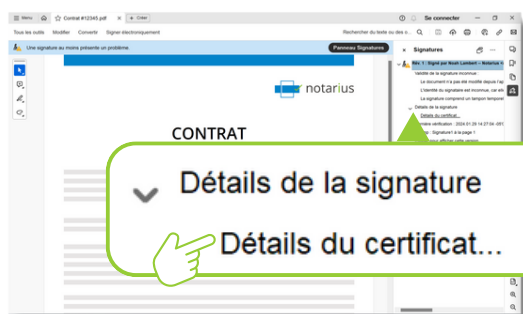 Menu
Contrat #12345 pdf
× + Créer
Se connecter
Tous les outils Modifier Convertir Signer électroniquement
Rechercher du texte ou des o...
Une signature au moins présente un problème.
Panneau Signatures
Signatures
Rév. 1 : Signé par Noah Lambert – Notarius
Validité de la signature inconnue :
Le document n'a pas été modifié depuis l'ap
L'identité du signataire est inconnue, car elle
La signature comprend un tampon temporel
Détails de la signature
Détails du certificat...
notarius
CONTRAT
Détails de la signature
Détails du certificat...